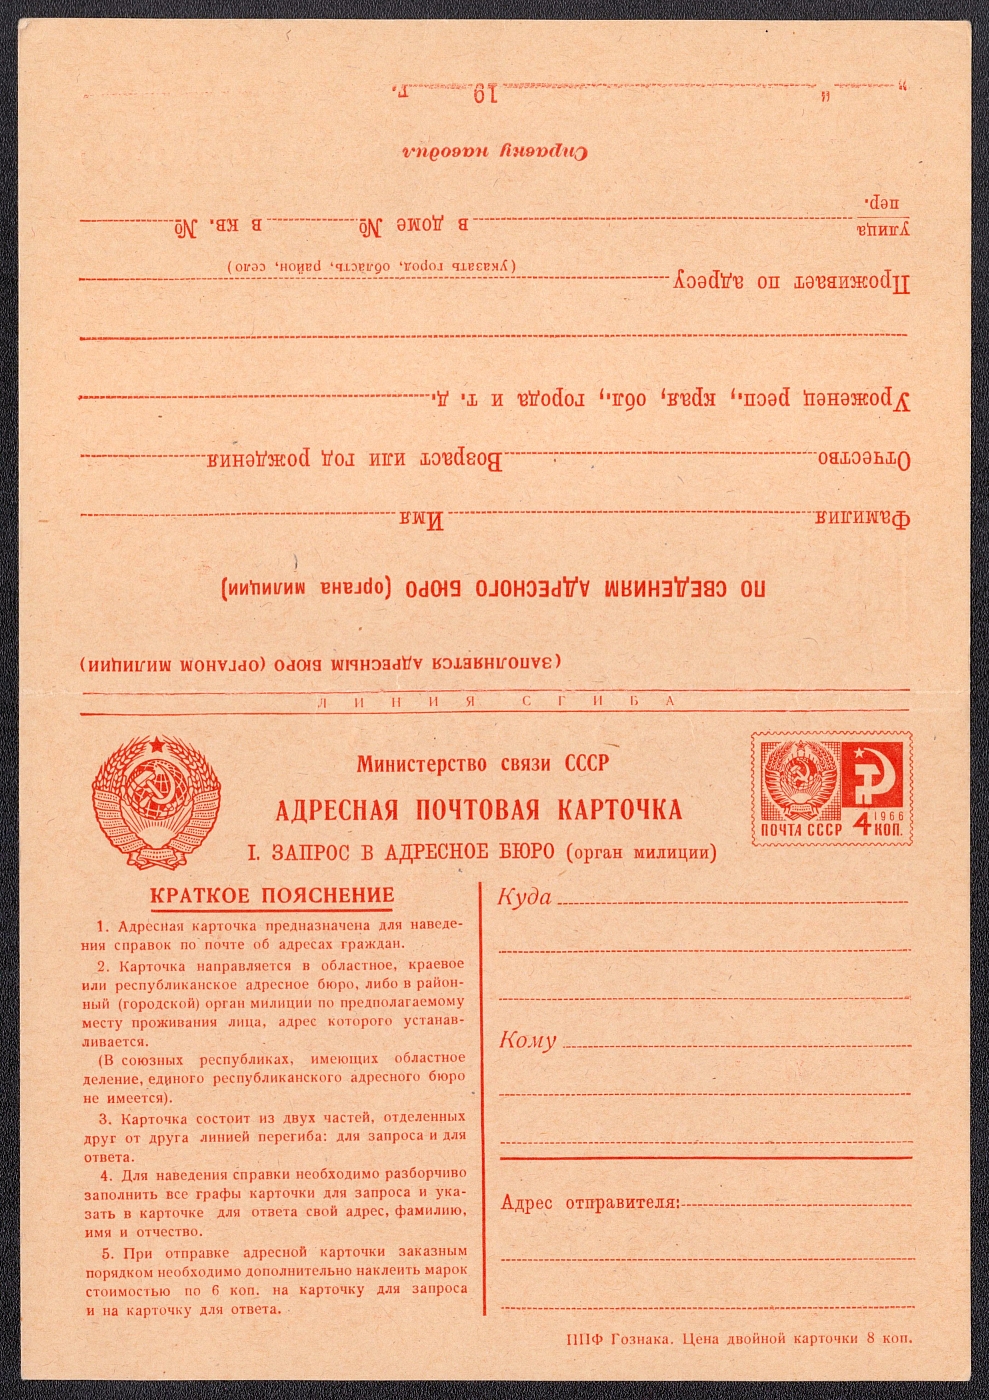 (ЗАПОЛНЯЕТСЯ АДРЕСНЫМ БЮРО (ОРГАНОМ МИЛИЦИИ)
ПО СВЕДЕНИЯМ АДРЕСНОГО БЮРО (органа милиции)
Фамилия Имя
Отчество Возраст или год рождения
Уроженец респ., края, обл., города и т. д.
Проживает по адресу
(указать город, область, район, село)
улица
пер. в доме № в кв. №
Справку наводил
" " 19 г.
ЛИНИЯ СГИБА
Министерство связи СССР
АДРЕСНАЯ ПОЧТОВАЯ КАРТОЧКА
I. ЗАПРОС В АДРЕСНОЕ БЮРО (орган милиции)
1966
ПОЧТА СССР 4 КОП.
КРАТКОЕ ПОЯСНЕНИЕ
1. Адресная карточка предназначена для наведе-
ния справок по почте об адресах граждан.
2. Карточка направляется в областное, краевое
или республиканское адресное бюро, либо в район-
ный (городской) орган милиции по предполагаемому
месту проживания лица, адрес которого устанав-
ливается.
(В союзных республиках, имеющих областное
деление, единого республиканского адресного бюро
не имеется).
3. Карточка состоит из двух частей, отделенных
друг от друга линией перегиба: для запроса и для
ответа.
4. Для наведения справки необходимо разборчиво
заполнить все графы карточки для запроса и ука-
зать в карточке для ответа свой адрес, фамилию,
имя и отчество.
5. При отправке адресной карточки заказным
порядком необходимо дополнительно наклеить марок
стоимостью по 6 коп. на карточку для запроса
и на карточку для ответа.
Куда
Кому
Адрес отправителя:
ППФ Гознака. Цена двойной карточки 8 коп.